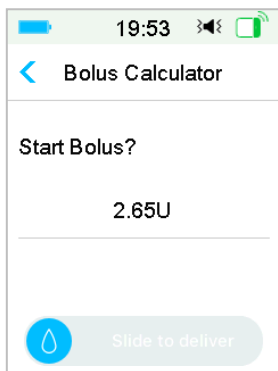 19:53
Bolus Calculator
Start Bolus?
2.65U
Slide to deliver